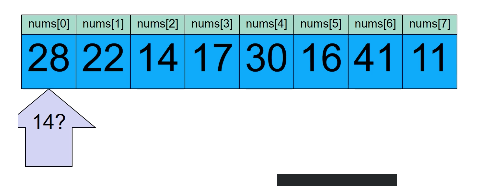 nums[0] nums[1] nums[2] nums[3] nums[4] nums[5] nums[6] nums[7]
28 22 14 17 30 16 41 11
14?